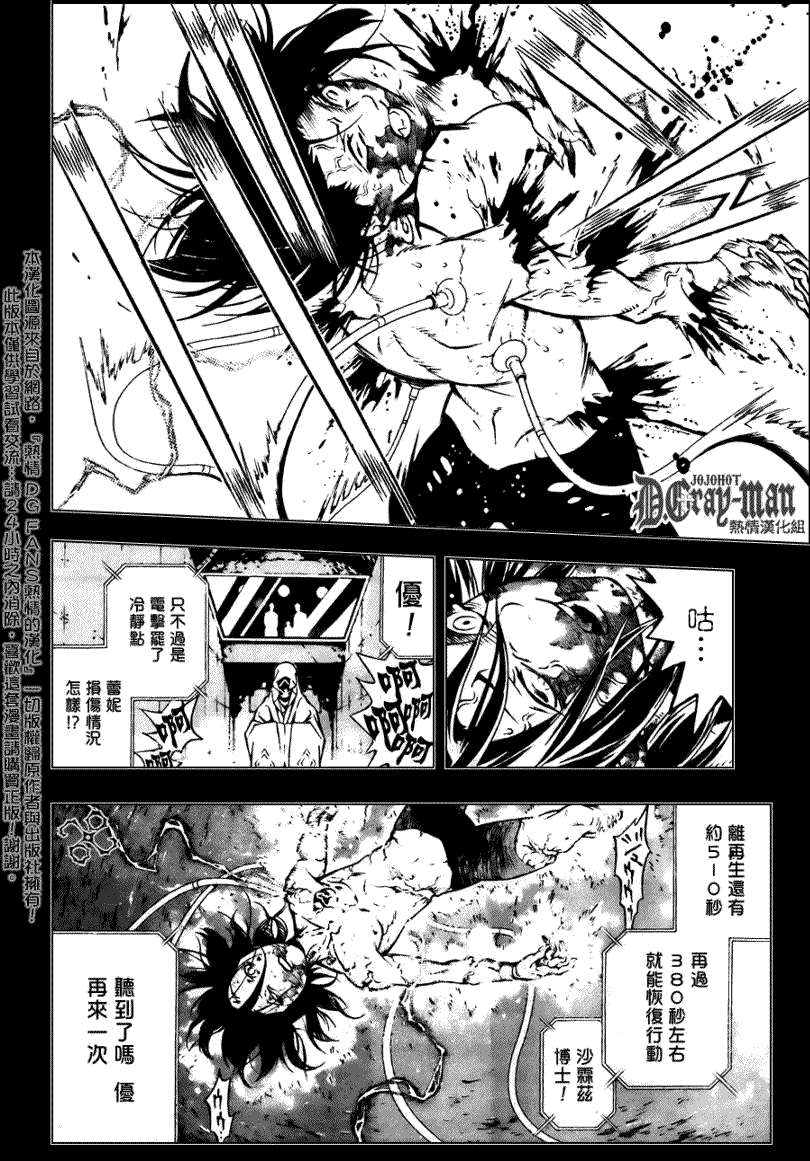 JOJOHOT
D.Gray-man
熱情漢化組
咕…
優！
只不過是
電擊罷了
冷靜點
蕾妮
損傷情況
怎樣!?
啊啊啊啊
啊啊
啊啊
離再生還有
約510秒
再過
380秒左右
就能恢復行動
沙霖茲
博士！
聽到了嗎 優
再來一次
本漢化圖源來自於網路，『熱情DG FANS熱情的漢化』一切版權歸原作者與出版社擁有！
此版本僅供學習試看交流…請24小時之內消除，喜歡這套漫畫請購買正版！謝謝。